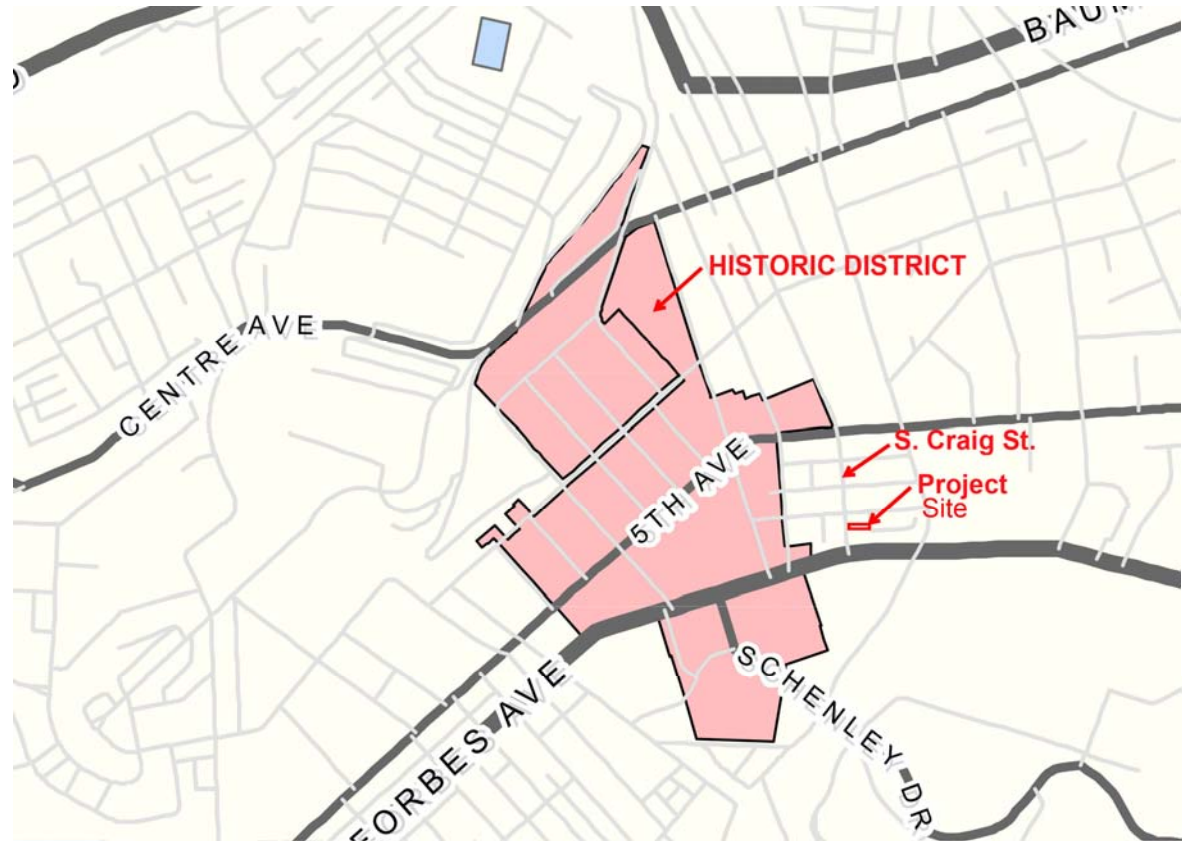 BAUM
HISTORIC DISTRICT
CENTRE AVE
S. Craig St.
5TH AVE
Project
Site
SCHENLEY DR
FORBES AVE